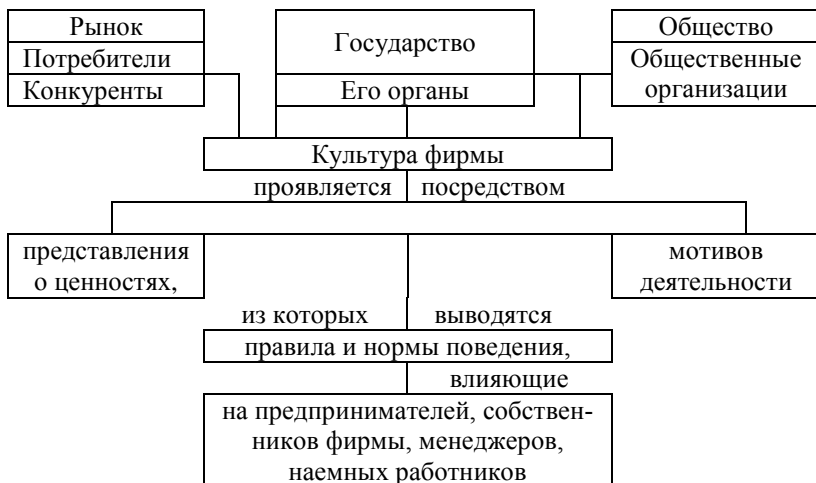 Рынок
Потребители
Конкуренты
Государство
Его органы
Общество
Общественные
организации
Культура фирмы
проявляется посредством
представления
о ценностях,
мотивов
деятельности
из которых выводятся
правила и нормы поведения,
влияющие
на предпринимателей, собствен-
ников фирмы, менеджеров,
наемных работников